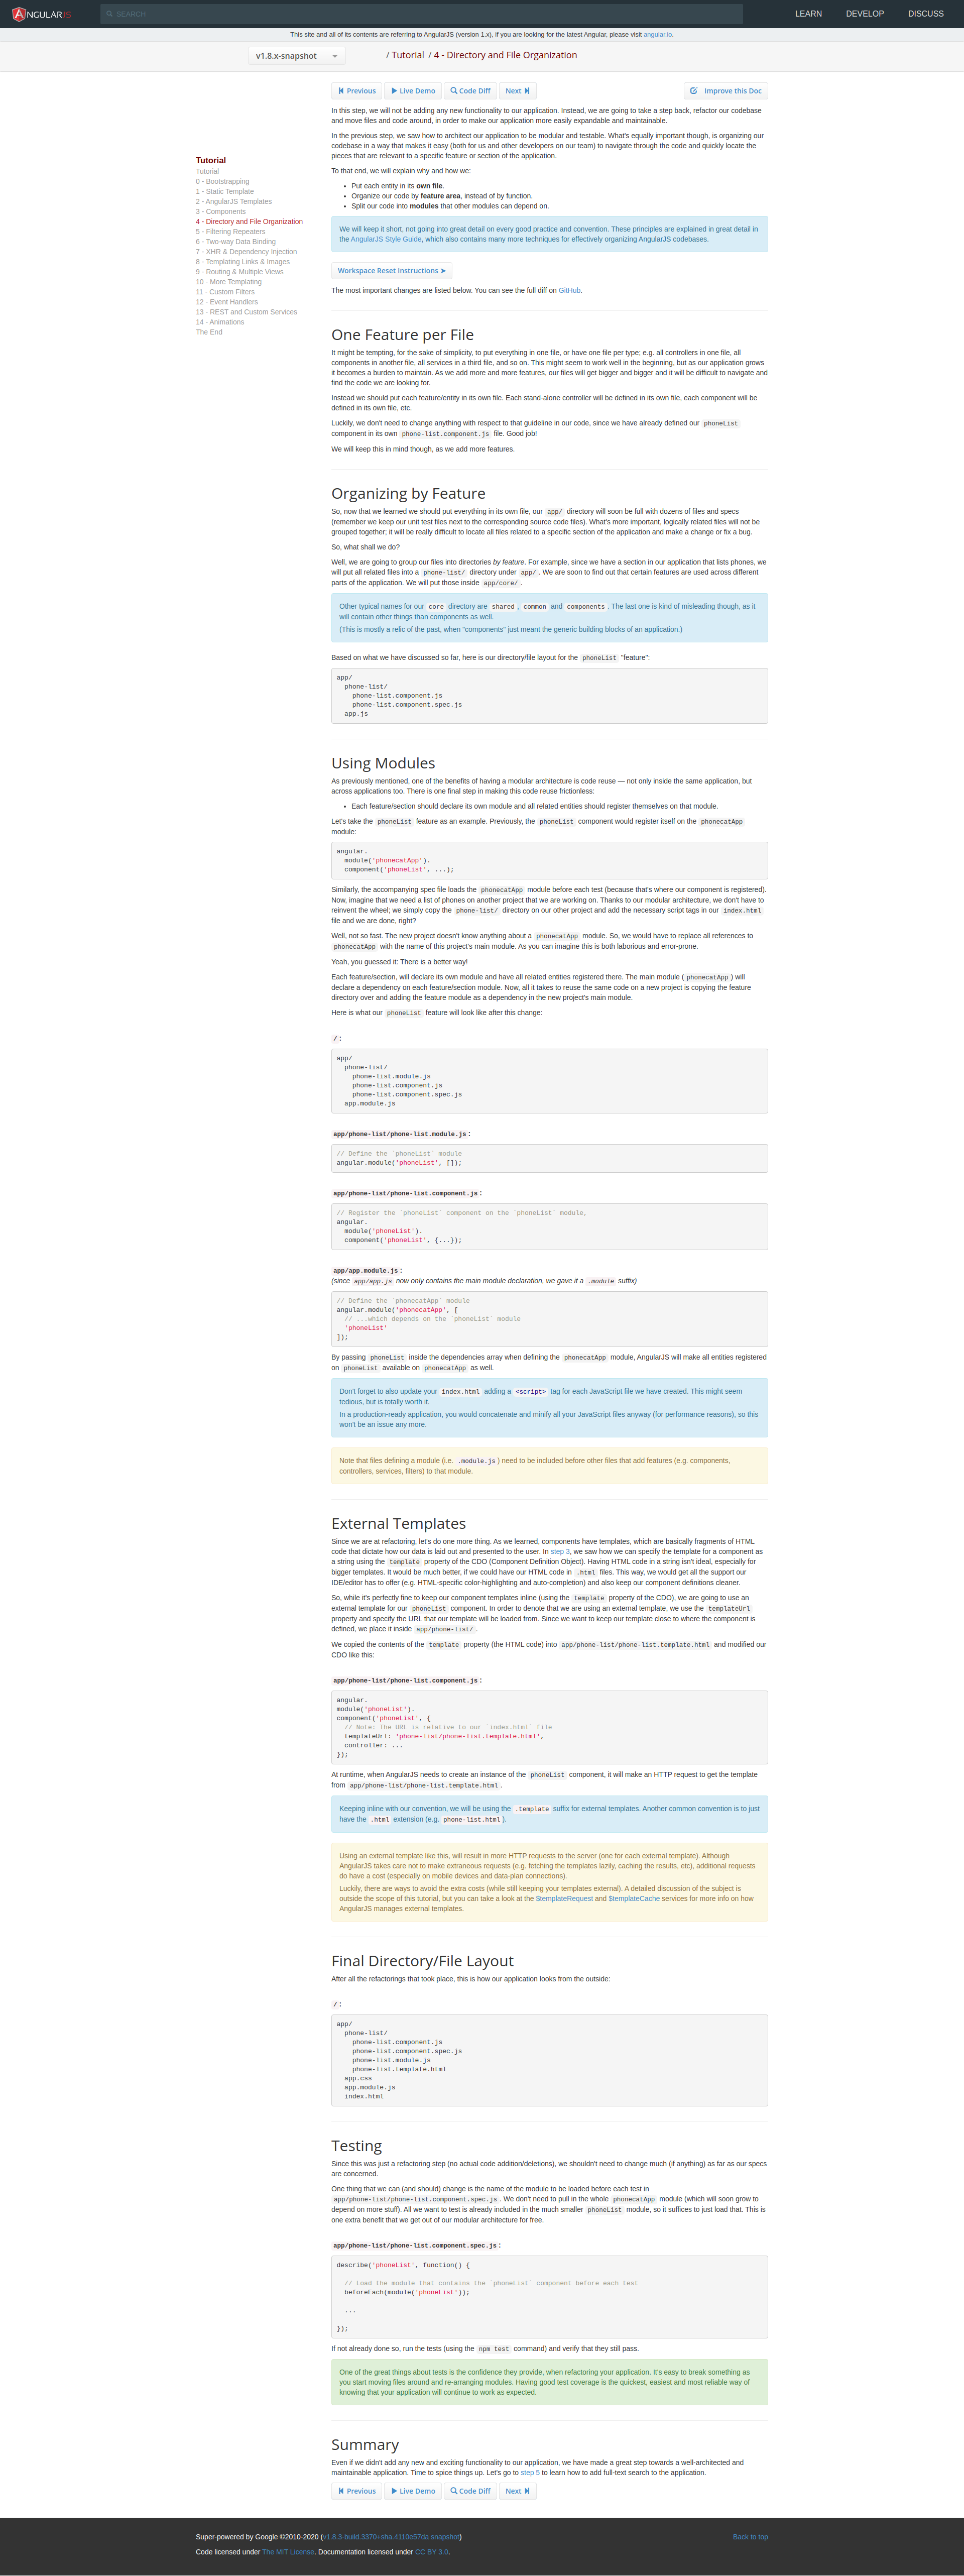 ANGULARJS
SEARCH
LEARN
DEVELOP
DISCUSS
This site and all of its contents are referring to AngularJS (version 1.x), if you are looking for the latest Angular, please visit angular.io.
v1.8.x-snapshot
/ Tutorial / 4 - Directory and File Organization
Previous
Live Demo
Code Diff
Next
Improve this Doc
Tutorial
Tutorial
0 - Bootstrapping
1 - Static Template
2 - AngularJS Templates
3 - Components
4 - Directory and File Organization
5 - Filtering Repeaters
6 - Two-way Data Binding
7 - XHR & Dependency Injection
8 - Templating Links & Images
9 - Routing & Multiple Views
10 - More Templating
11 - Custom Filters
12 - Event Handlers
13 - REST and Custom Services
14 - Animations
The End
In this step, we will not be adding any new functionality to our application. Instead, we are going to take a step back, refactor our codebase
and move files and code around, in order to make our application more easily expandable and maintainable.
In the previous step, we saw how to architect our application to be modular and testable. What's equally important though, is organizing our
codebase in a way that makes it easy (both for us and other developers on our team) to navigate through the code and quickly locate the
pieces that are relevant to a specific feature or section of the application.
To that end, we will explain why and how we:
• Put each entity in its own file.
• Organize our code by feature area, instead of by function.
• Split our code into modules that other modules can depend on.
We will keep it short, not going into great detail on every good practice and convention. These principles are explained in great detail in
the AngularJS Style Guide, which also contains many more techniques for effectively organizing AngularJS codebases.
Workspace Reset Instructions ➤
The most important changes are listed below. You can see the full diff on GitHub.
One Feature per File
It might be tempting, for the sake of simplicity, to put everything in one file, or have one file per type; e.g. all controllers in one file, all
components in another file, all services in a third file, and so on. This might seem to work well in the beginning, but as our application grows
it becomes a burden to maintain. As we add more and more features, our files will get bigger and bigger and it will be difficult to navigate and
find the code we are looking for.
Instead we should put each feature/entity in its own file. Each stand-alone controller will be defined in its own file, each component will be
defined in its own file, etc.
Luckily, we don't need to change anything with respect to that guideline in our code, since we have already defined our phoneList
component in its own phone-list.component.js file. Good job!
We will keep this in mind though, as we add more features.
Organizing by Feature
So, now that we learned we should put everything in its own file, our app/ directory will soon be full with dozens of files and specs
(remember we keep our unit test files next to the corresponding source code files). What's more important, logically related files will not be
grouped together; it will be really difficult to locate all files related to a specific section of the application and make a change or fix a bug.
So, what shall we do?
Well, we are going to group our files into directories by feature. For example, since we have a section in our application that lists phones, we
will put all related files into a phone-list/ directory under app/. We are soon to find out that certain features are used across different
parts of the application. We will put those inside app/core/.
Other typical names for our core directory are shared, common and components. The last one is kind of misleading though, as it
will contain other things than components as well.
(This is mostly a relic of the past, when "components" just meant the generic building blocks of an application.)
Based on what we have discussed so far, here is our directory/file layout for the phoneList "feature":
app/
phone-list/
phone-list.component.js
phone-list.component.spec.js
app.js
Using Modules
As previously mentioned, one of the benefits of having a modular architecture is code reuse — not only inside the same application, but
across applications too. There is one final step in making this code reuse frictionless:
• Each feature/section should declare its own module and all related entities should register themselves on that module.
Let's take the phoneList feature as an example. Previously, the phoneList component would register itself on the phonecatApp
module:
angular.
module('phonecatApp').
component('phoneList', ...);
Similarly, the accompanying spec file loads the phonecatApp module before each test (because that's where our component is registered).
Now, imagine that we need a list of phones on another project that we are working on. Thanks to our modular architecture, we don't have to
reinvent the wheel; we simply copy the phone-list/ directory on our other project and add the necessary script tags in our index.html
file and we are done, right?
Well, not so fast. The new project doesn't know anything about a phonecatApp module. So, we would have to replace all references to
phonecatApp with the name of this project's main module. As you can imagine this is both laborious and error-prone.
Yeah, you guessed it: There is a better way!
Each feature/section, will declare its own module and have all related entities registered there. The main module (phonecatApp) will
declare a dependency on each feature/section module. Now, all it takes to reuse the same code on a new project is copying the feature
directory over and adding the feature module as a dependency in the new project's main module.
Here is what our phoneList feature will look like after this change:
/:
app/
phone-list/
phone-list.module.js
phone-list.component.js
phone-list.component.spec.js
app.module.js
app/phone-list/phone-list.module.js:
// Define the `phoneList` module
angular.module('phoneList', []);
app/phone-list/phone-list.component.js:
// Register the `phoneList` component on the `phoneList` module,
angular.
module('phoneList').
component('phoneList', {...});
app/app.module.js:
(since app/app.js now only contains the main module declaration, we gave it a .module suffix)
// Define the `phonecatApp` module
angular.module('phonecatApp', [
// ...which depends on the `phoneList` module
'phoneList'
]);
By passing phoneList inside the dependencies array when defining the phonecatApp module, AngularJS will make all entities registered
on phoneList available on phonecatApp as well.
Don't forget to also update your index.html adding a <script> tag for each JavaScript file we have created. This might seem
tedious, but is totally worth it.
In a production-ready application, you would concatenate and minify all your JavaScript files anyway (for performance reasons), so this
won't be an issue any more.
Note that files defining a module (i.e. .module.js) need to be included before other files that add features (e.g. components,
controllers, services, filters) to that module.
External Templates
Since we are at refactoring, let's do one more thing. As we learned, components have templates, which are basically fragments of HTML
code that dictate how our data is laid out and presented to the user. In step 3, we saw how we can specify the template for a component as
a string using the template property of the CDO (Component Definition Object). Having HTML code in a string isn't ideal, especially for
bigger templates. It would be much better, if we could have our HTML code in .html files. This way, we would get all the support our
IDE/editor has to offer (e.g. HTML-specific color-highlighting and auto-completion) and also keep our component definitions cleaner.
So, while it's perfectly fine to keep our component templates inline (using the template property of the CDO), we are going to use an
external template for our phoneList component. In order to denote that we are using an external template, we use the templateUrl
property and specify the URL that our template will be loaded from. Since we want to keep our template close to where the component is
defined, we place it inside app/phone-list/.
We copied the contents of the template property (the HTML code) into app/phone-list/phone-list.template.html and modified our
CDO like this:
app/phone-list/phone-list.component.js:
angular.
module('phoneList').
component('phoneList', {
// Note: The URL is relative to our `index.html` file
templateUrl: 'phone-list/phone-list.template.html',
controller: ...
});
At runtime, when AngularJS needs to create an instance of the phoneList component, it will make an HTTP request to get the template
from app/phone-list/phone-list.template.html.
Keeping inline with our convention, we will be using the .template suffix for external templates. Another common convention is to just
have the .html extension (e.g. phone-list.html).
Using an external template like this, will result in more HTTP requests to the server (one for each external template). Although
AngularJS takes care not to make extraneous requests (e.g. fetching the templates lazily, caching the results, etc), additional requests
do have a cost (especially on mobile devices and data-plan connections).
Luckily, there are ways to avoid the extra costs (while still keeping your templates external). A detailed discussion of the subject is
outside the scope of this tutorial, but you can take a look at the $templateRequest and $templateCache services for more info on how
AngularJS manages external templates.
Final Directory/File Layout
After all the refactorings that took place, this is how our application looks from the outside:
/:
app/
phone-list/
phone-list.component.js
phone-list.component.spec.js
phone-list.module.js
phone-list.template.html
app.css
app.module.js
index.html
Testing
Since this was just a refactoring step (no actual code addition/deletions), we shouldn't need to change much (if anything) as far as our specs
are concerned.
One thing that we can (and should) change is the name of the module to be loaded before each test in
app/phone-list/phone-list.component.spec.js. We don't need to pull in the whole phonecatApp module (which will soon grow to
depend on more stuff). All we want to test is already included in the much smaller phoneList module, so it suffices to just load that. This is
one extra benefit that we get out of our modular architecture for free.
app/phone-list/phone-list.component.spec.js:
describe('phoneList', function() {
// Load the module that contains the `phoneList` component before each test
beforeEach(module('phoneList'));
...
});
If not already done so, run the tests (using the npm test command) and verify that they still pass.
One of the great things about tests is the confidence they provide, when refactoring your application. It's easy to break something as
you start moving files around and re-arranging modules. Having good test coverage is the quickest, easiest and most reliable way of
knowing that your application will continue to work as expected.
Summary
Even if we didn't add any new and exciting functionality to our application, we have made a great step towards a well-architected and
maintainable application. Time to spice things up. Let's go to step 5 to learn how to add full-text search to the application.
Previous
Live Demo
Code Diff
Next
Super-powered by Google ©2010-2020 (v1.8.3-build.3370+sha.4110e57da snapshot)
Back to top
Code licensed under The MIT License. Documentation licensed under CC BY 3.0.